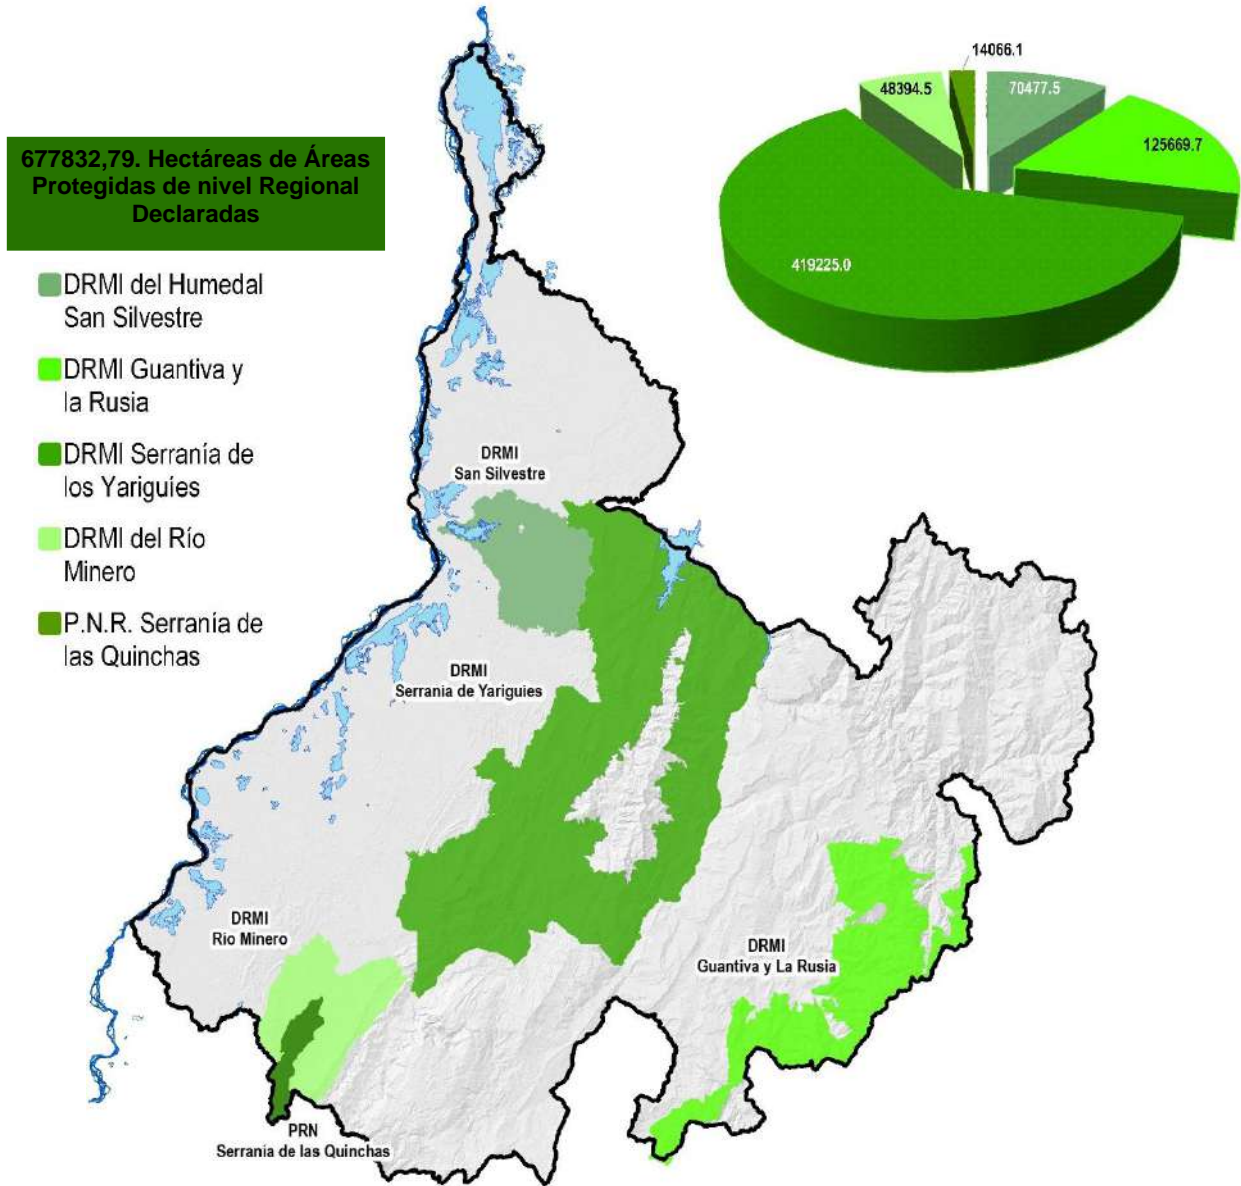 677832,79. Hectáreas de Áreas
Protegidas de nivel Regional
Declaradas
DRMI del Humedal
San Silvestre
DRMI Guantiva y
la Rusia
DRMI Serranía de
los Yariguíes
DRMI del Río
Minero
P.N.R. Serranía de
las Quinchas
14066.1
48394.5
70477.5
125669.7
419225.0
DRMI
San Silvestre
DRMI
Serrania de Yariguies
DRMI
Rio Minero
DRMI
Guantiva y La Rusia
PRN
Serrania de las Quinchas